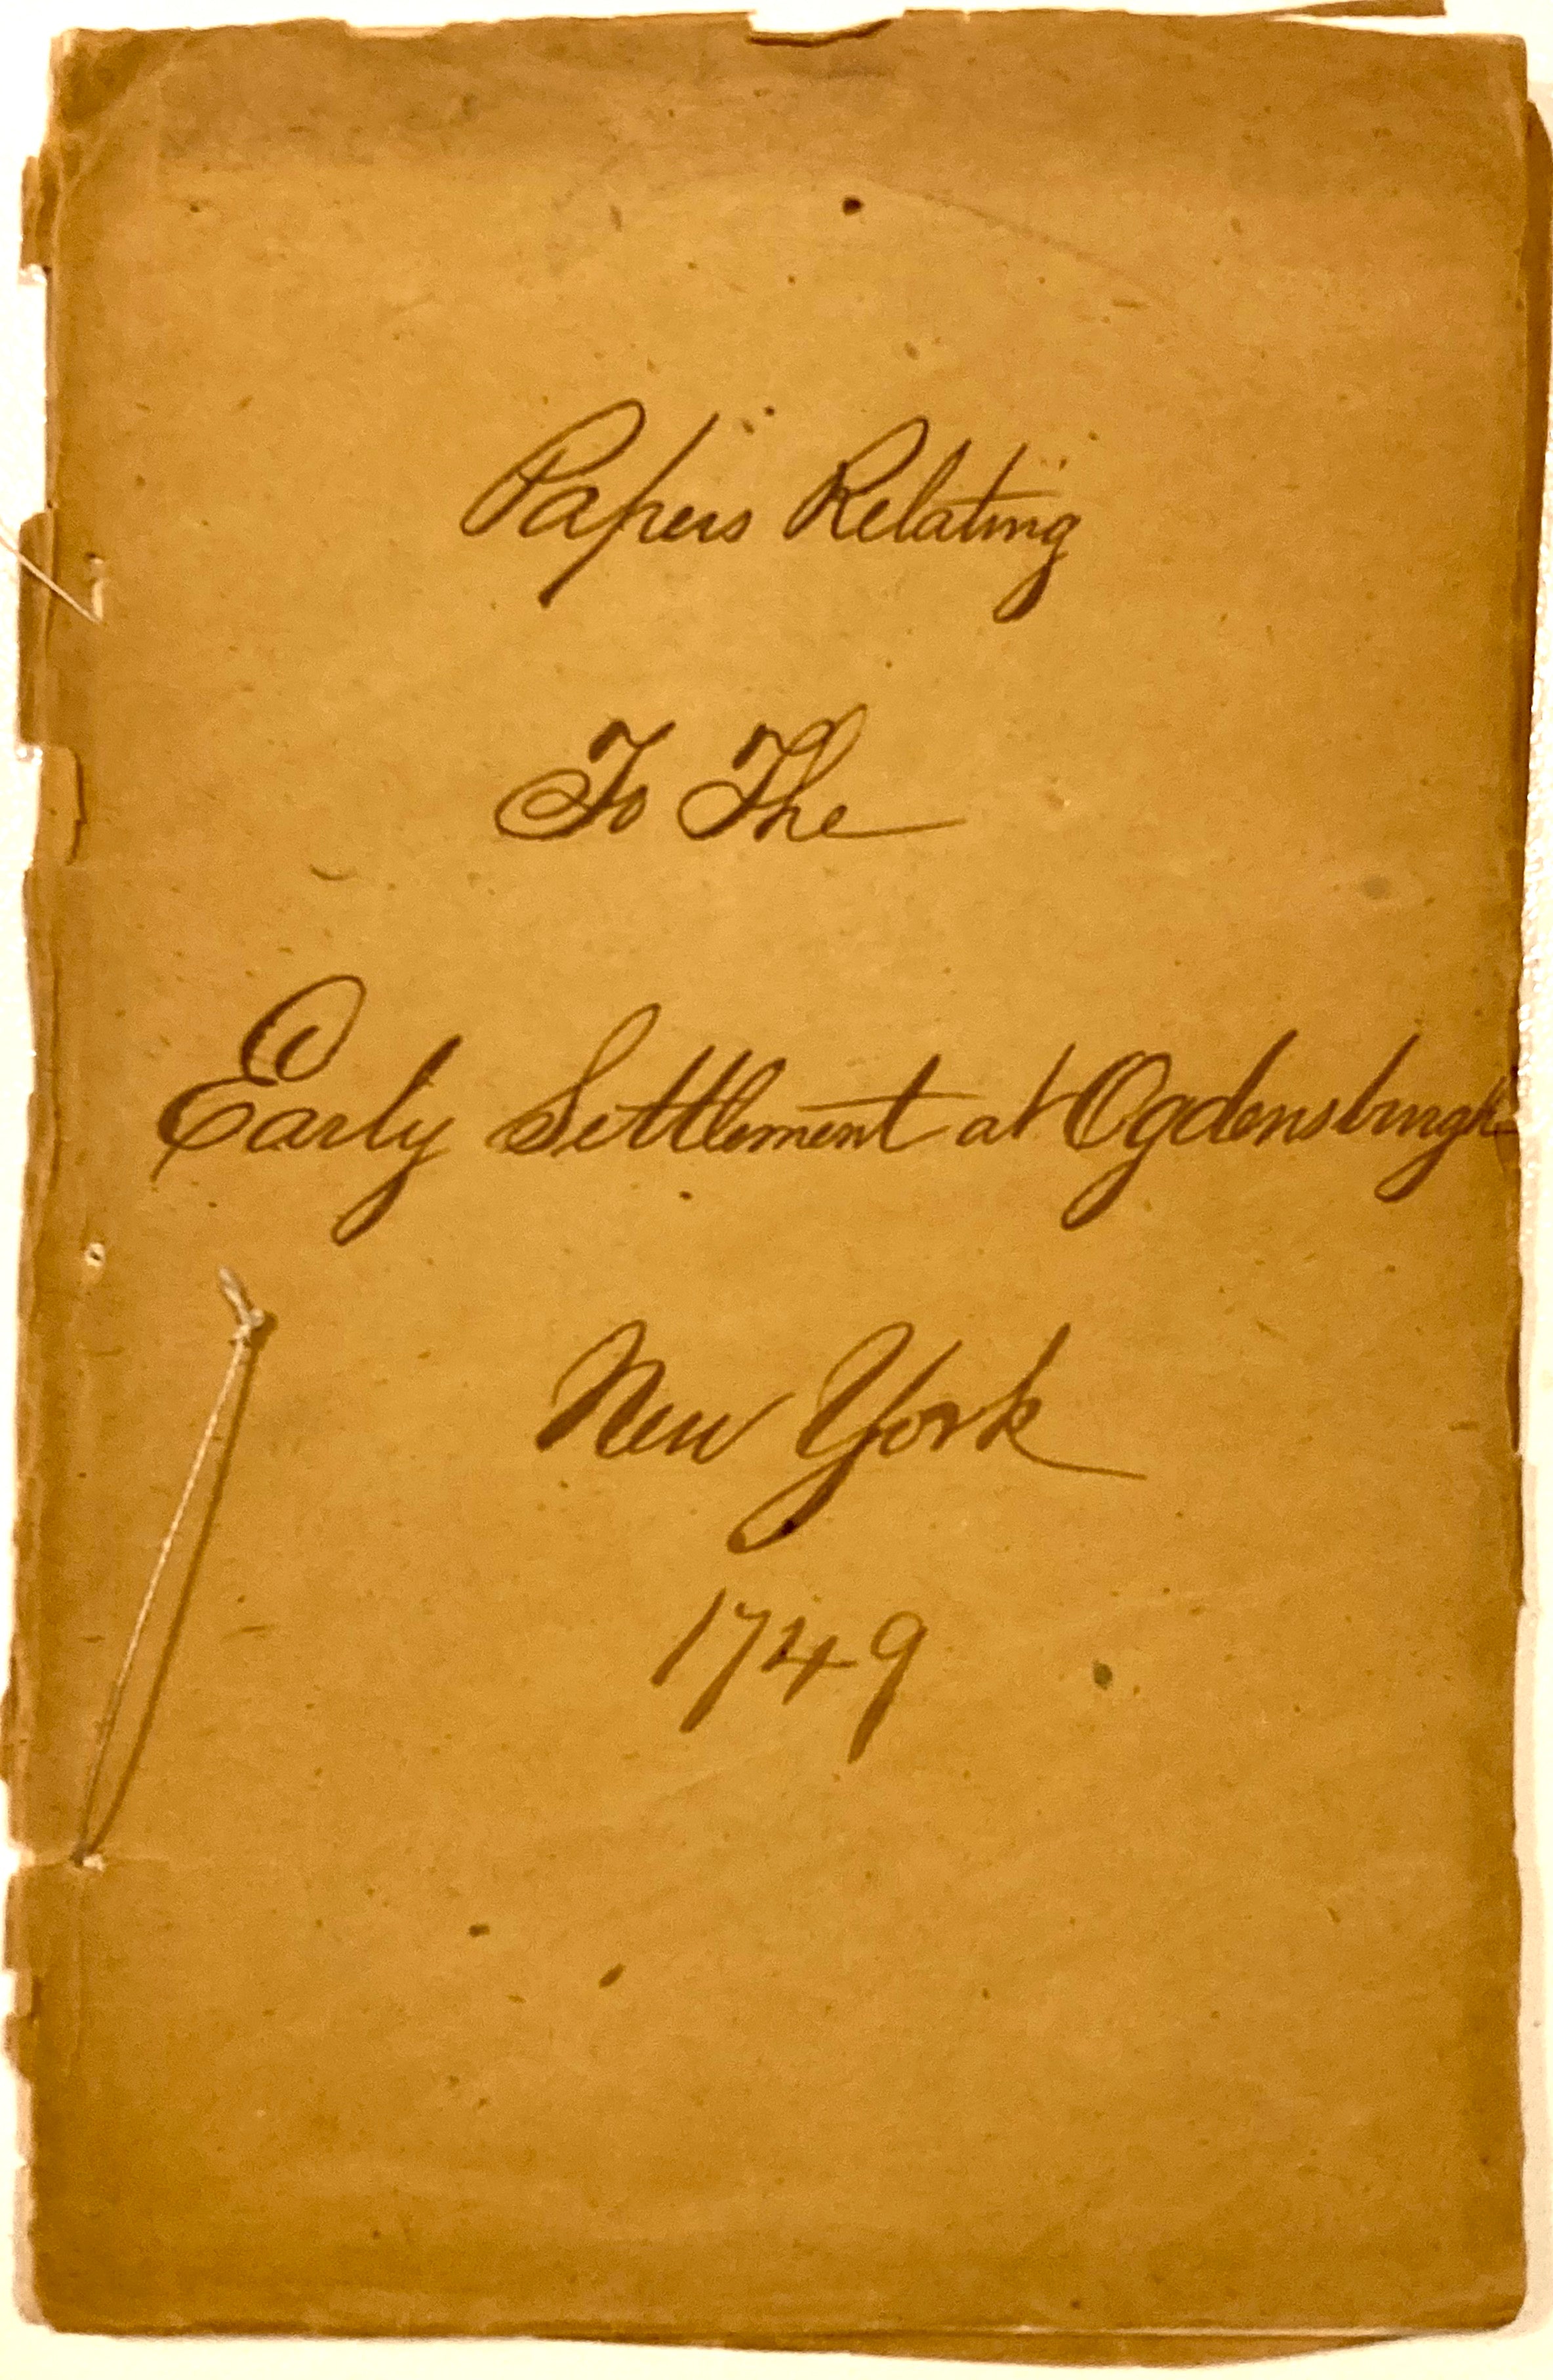 Papers Relating
To The
Early Settlement at Ogdensburgh
New York
1749